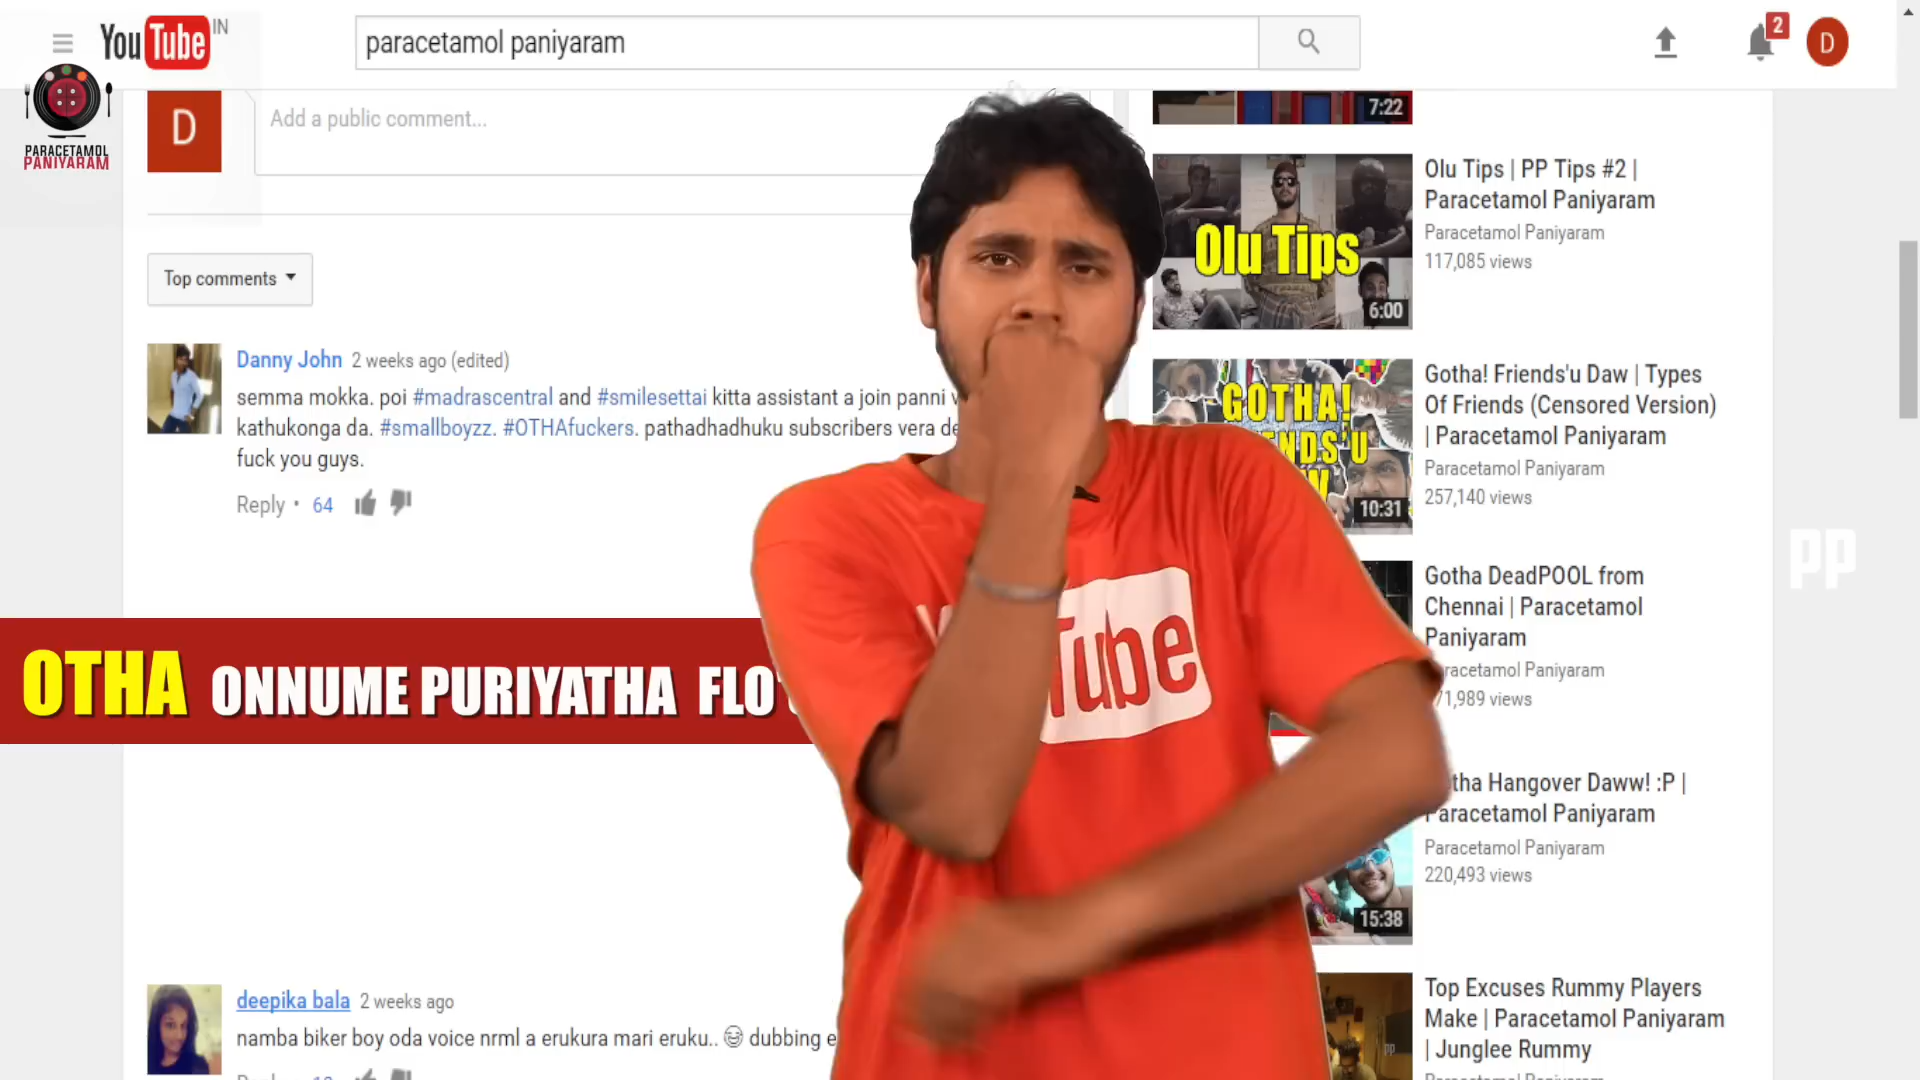 YouTube IN
paracetamol paniyaram
2
D
PARACETAMOL
PANIYARAM
D
Add a public comment...
Top comments
Danny John 2 weeks ago (edited)
semma mokka. poi #madrascentral and #smilesettai kitta assistant a join panni
kathukonga da. #smallboyzz. #OTHAfuckers. pathadhadhuku subscribers vera
fuck you guys.
Reply • 64
OTHA ONNUME PURIYATHA
Tube
deepika bala 2 weeks ago
namba biker boy oda voice nrml a erukura mari eruku.. dubbing
7:22
Olu Tips
6:00
Olu Tips | PP Tips #2 |
Paracetamol Paniyaram
Paracetamol Paniyaram
117,085 views
GOTHA!
10:31
Gotha! Friends'u Daw | Types
Of Friends (Censored Version)
| Paracetamol Paniyaram
Paracetamol Paniyaram
257,140 views
pp
Gotha DeadPOOL from
Chennai | Paracetamol
Paniyaram
Paniyaram
views
Hangover Daww! :P |
Paracetamol Paniyaram
Paracetamol Paniyaram
220,493 views
15:38
Top Excuses Rummy Players
Make | Paracetamol Paniyaram
| Junglee Rummy